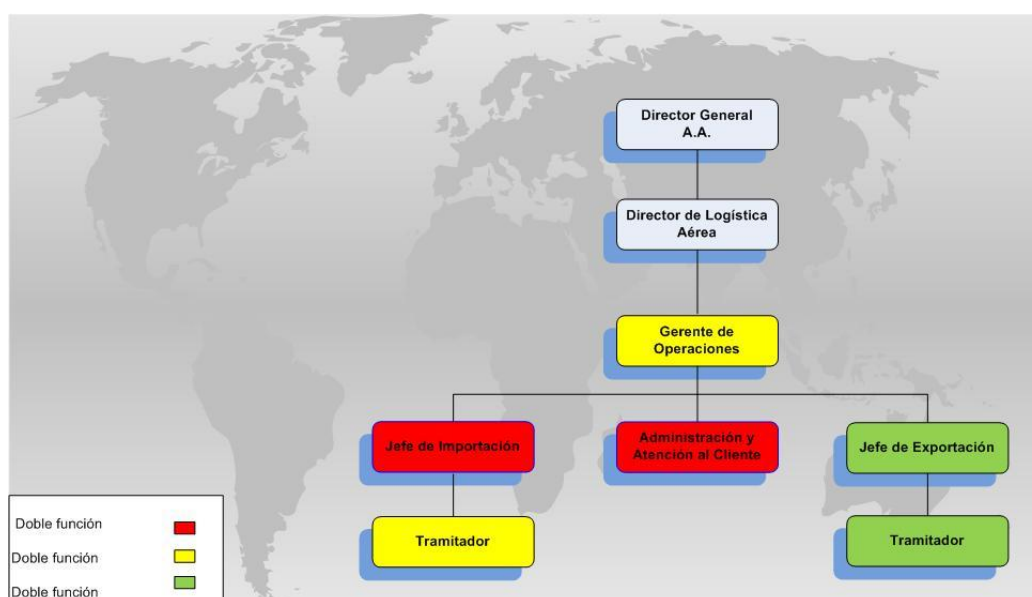 Director General
A.A.
Director de Logística
Aérea
Gerente de
Operaciones
Jefe de Importación
Administración y
Atención al Cliente
Jefe de Exportación
Tramitador
Tramitador
Doble función
Doble función
Doble función